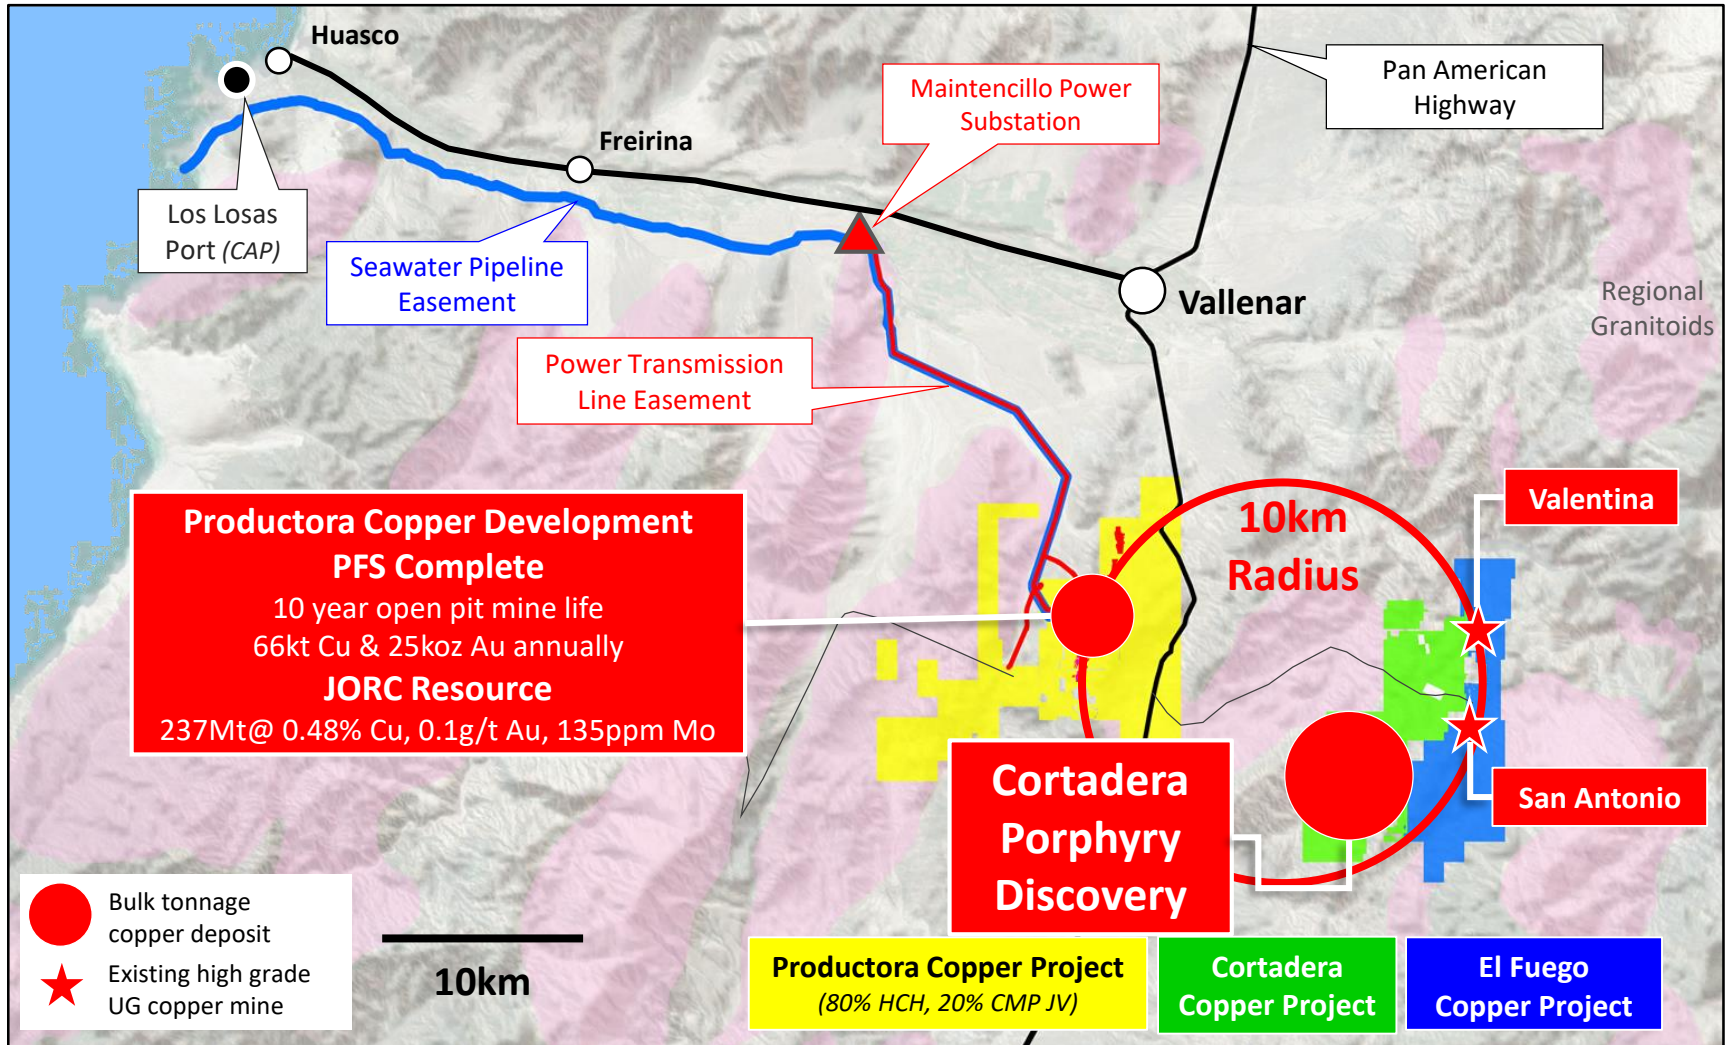 Huasco
Pan American
Highway
Maintencillo Power
Substation
Freirina
Los Losas
Port (CAP)
Seawater Pipeline
Easement
Vallenar
Regional
Granitoids
Power Transmission
Line Easement
Productora Copper Development
PFS Complete
10 year open pit mine life
66kt Cu & 25koz Au annually
JORC Resource
237Mt@ 0.48% Cu, 0.1g/t Au, 135ppm Mo
10km
Radius
Valentina
San Antonio
Cortadera
Porphyry
Discovery
Bulk tonnage
copper deposit
Existing high grade
UG copper mine
10km
Productora Copper Project
(80% HCH, 20% CMP JV)
Cortadera
Copper Project
El Fuego
Copper Project